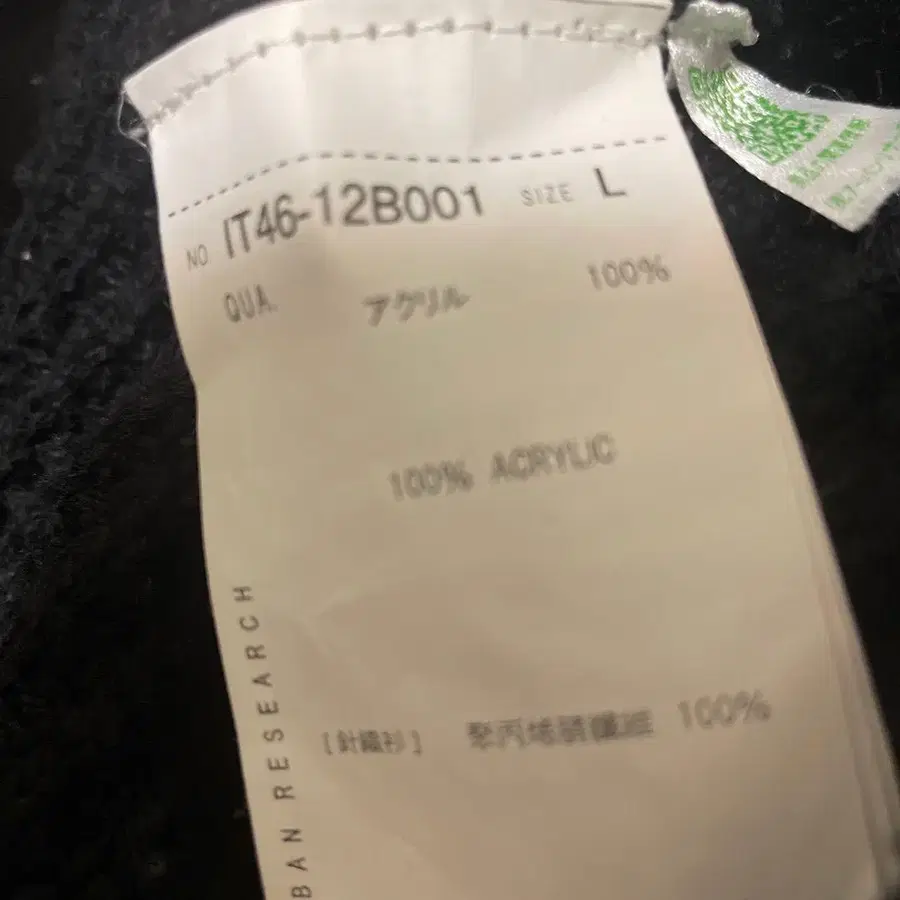 NO. IT46-12B001 SIZE L
QUA. アクリル 100%
100% ACRYLIC
[針織衫] 聚丙烯腈纖維 100%
BAN RESEARCH